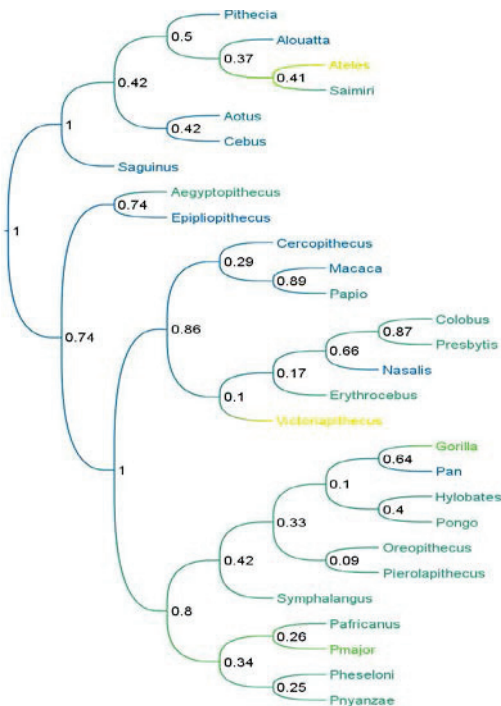 Pithecia
0.5
Alouatta
0.37
Ateles
0.41
0.42
Saimiri
Aotus
1
0.42
Cebus
Saguinus
Aegyptopithecus
0.74
Epipliopithecus
1
Cercopithecus
0.29
Macaca
0.89
Papio
Colobus
0.87
0.74
0.86
Presbytis
0.66
Nasalis
0.17
0.1
Erythrocebus
Victoriapithecus
Gorilla
0.64
1
Pan
0.1
Hylobates
0.4
0.33
Pongo
Oreopithecus
0.42
0.09
Pierolapithecus
Symphalangus
0.8
Pafricanus
0.26
Pmajor
0.34
Pheseloni
0.25
Pnyanzae